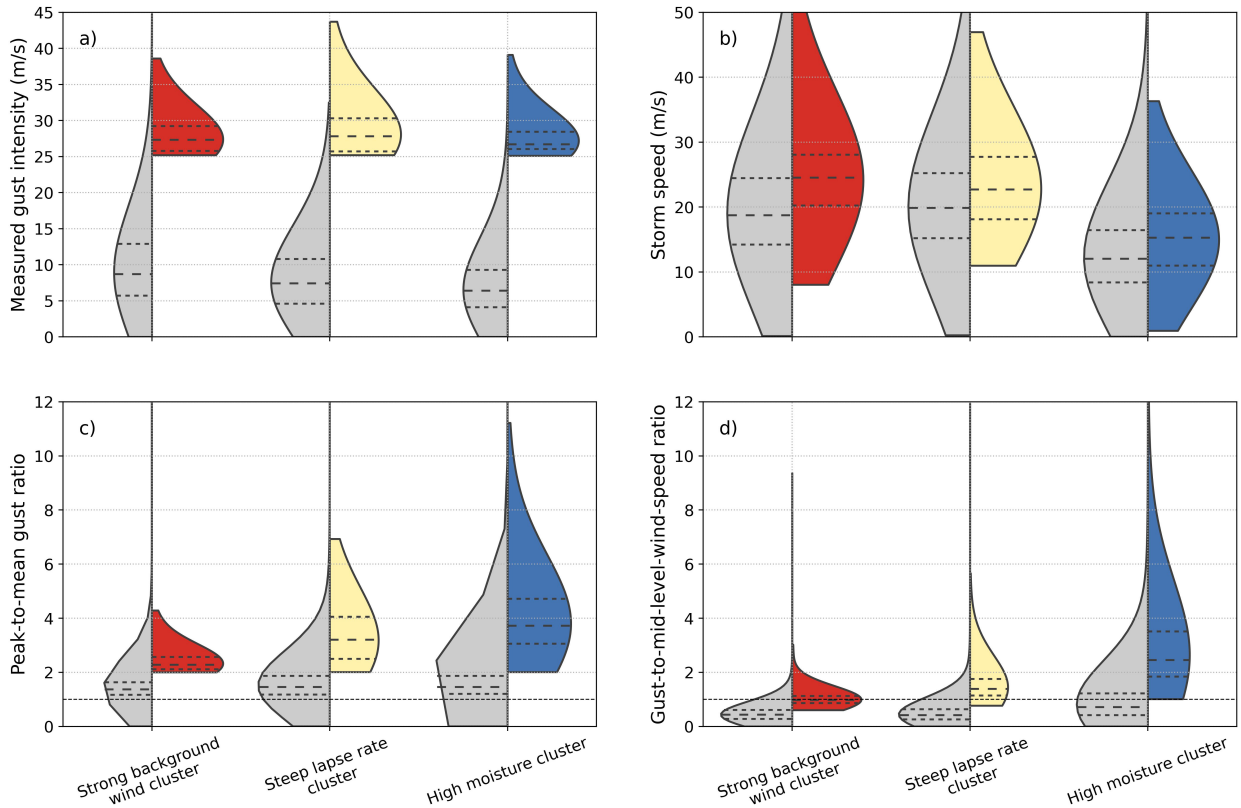 a)
Measured gust intensity (m/s)
45
40
35
30
25
20
15
10
5
0
b)
Storm speed (m/s)
50
40
30
20
10
0
c)
Peak-to-mean gust ratio
12
10
8
6
4
2
0
Strong background
wind cluster
Steep lapse rate
cluster
High moisture cluster
d)
Gust-to-mid-level-wind-speed ratio
12
10
8
6
4
2
0
Strong background
wind cluster
Steep lapse rate
cluster
High moisture cluster